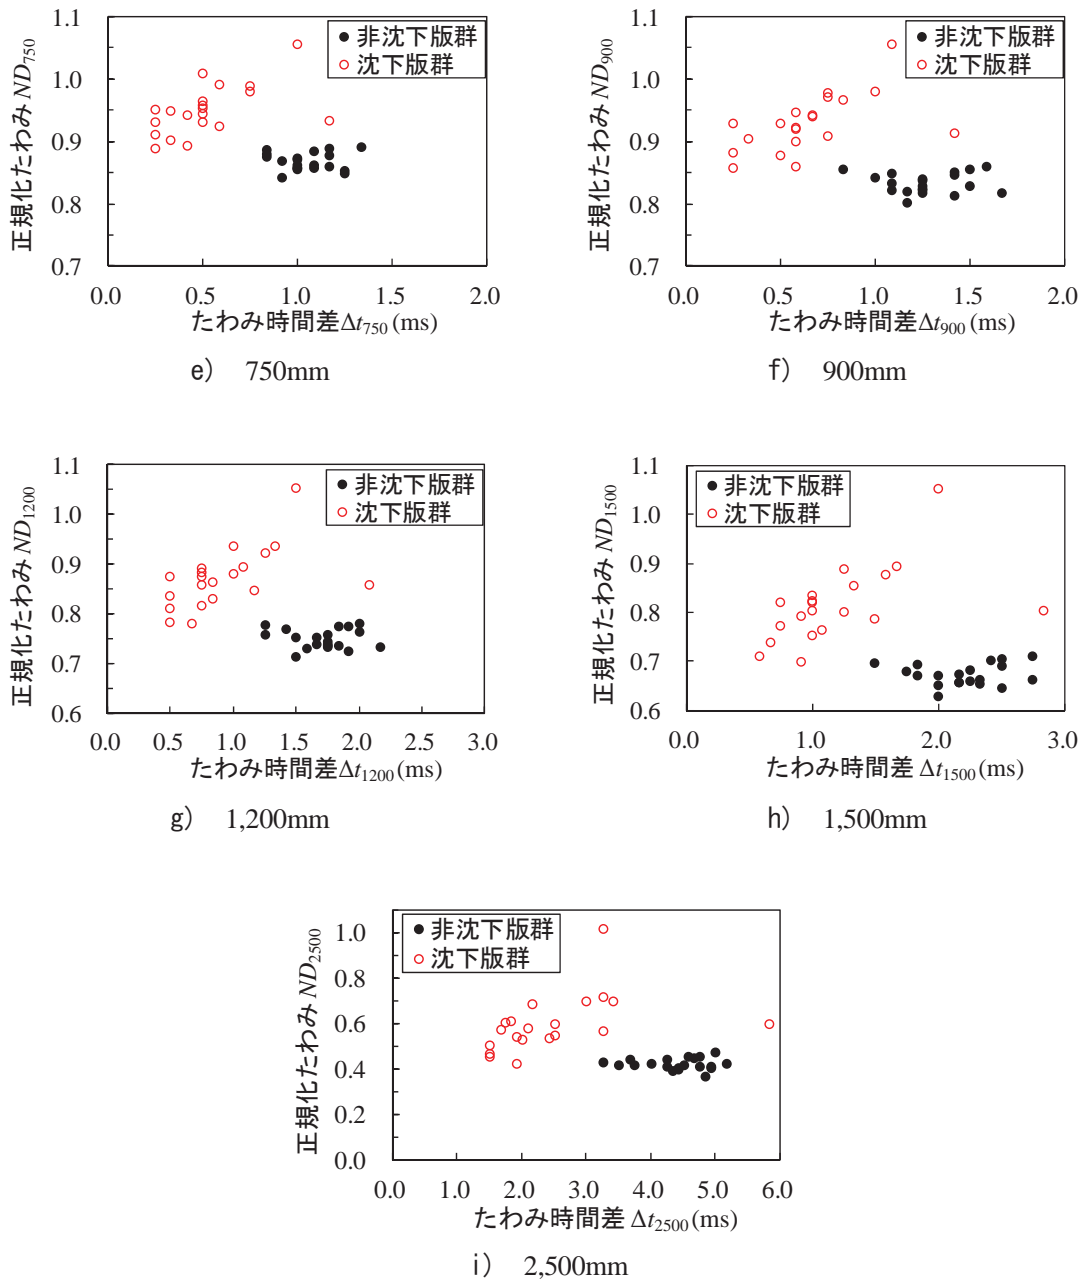 正規化たわみ ND750
1.1
1.0
0.9
0.8
0.7
非沈下版群
沈下版群
0.0 0.5 1.0 1.5 2.0
たわみ時間差Δt750 (ms)
e) 750mm
正規化たわみ ND900
1.1
1.0
0.9
0.8
0.7
非沈下版群
沈下版群
0.0 0.5 1.0 1.5 2.0
たわみ時間差Δt900 (ms)
f) 900mm
正規化たわみ ND1200
1.1
1.0
0.9
0.8
0.7
0.6
非沈下版群
沈下版群
0.0 0.5 1.0 1.5 2.0 2.5 3.0
たわみ時間差Δt1200 (ms)
g) 1,200mm
正規化たわみ ND1500
1.1
1.0
0.9
0.8
0.7
0.6
非沈下版群
沈下版群
0.0 1.0 2.0 3.0
たわみ時間差 Δt1500 (ms)
h) 1,500mm
正規化たわみ ND2500
1.0
0.8
0.6
0.4
0.2
0.0
非沈下版群
沈下版群
0.0 1.0 2.0 3.0 4.0 5.0 6.0
たわみ時間差 Δt2500 (ms)
i) 2,500mm